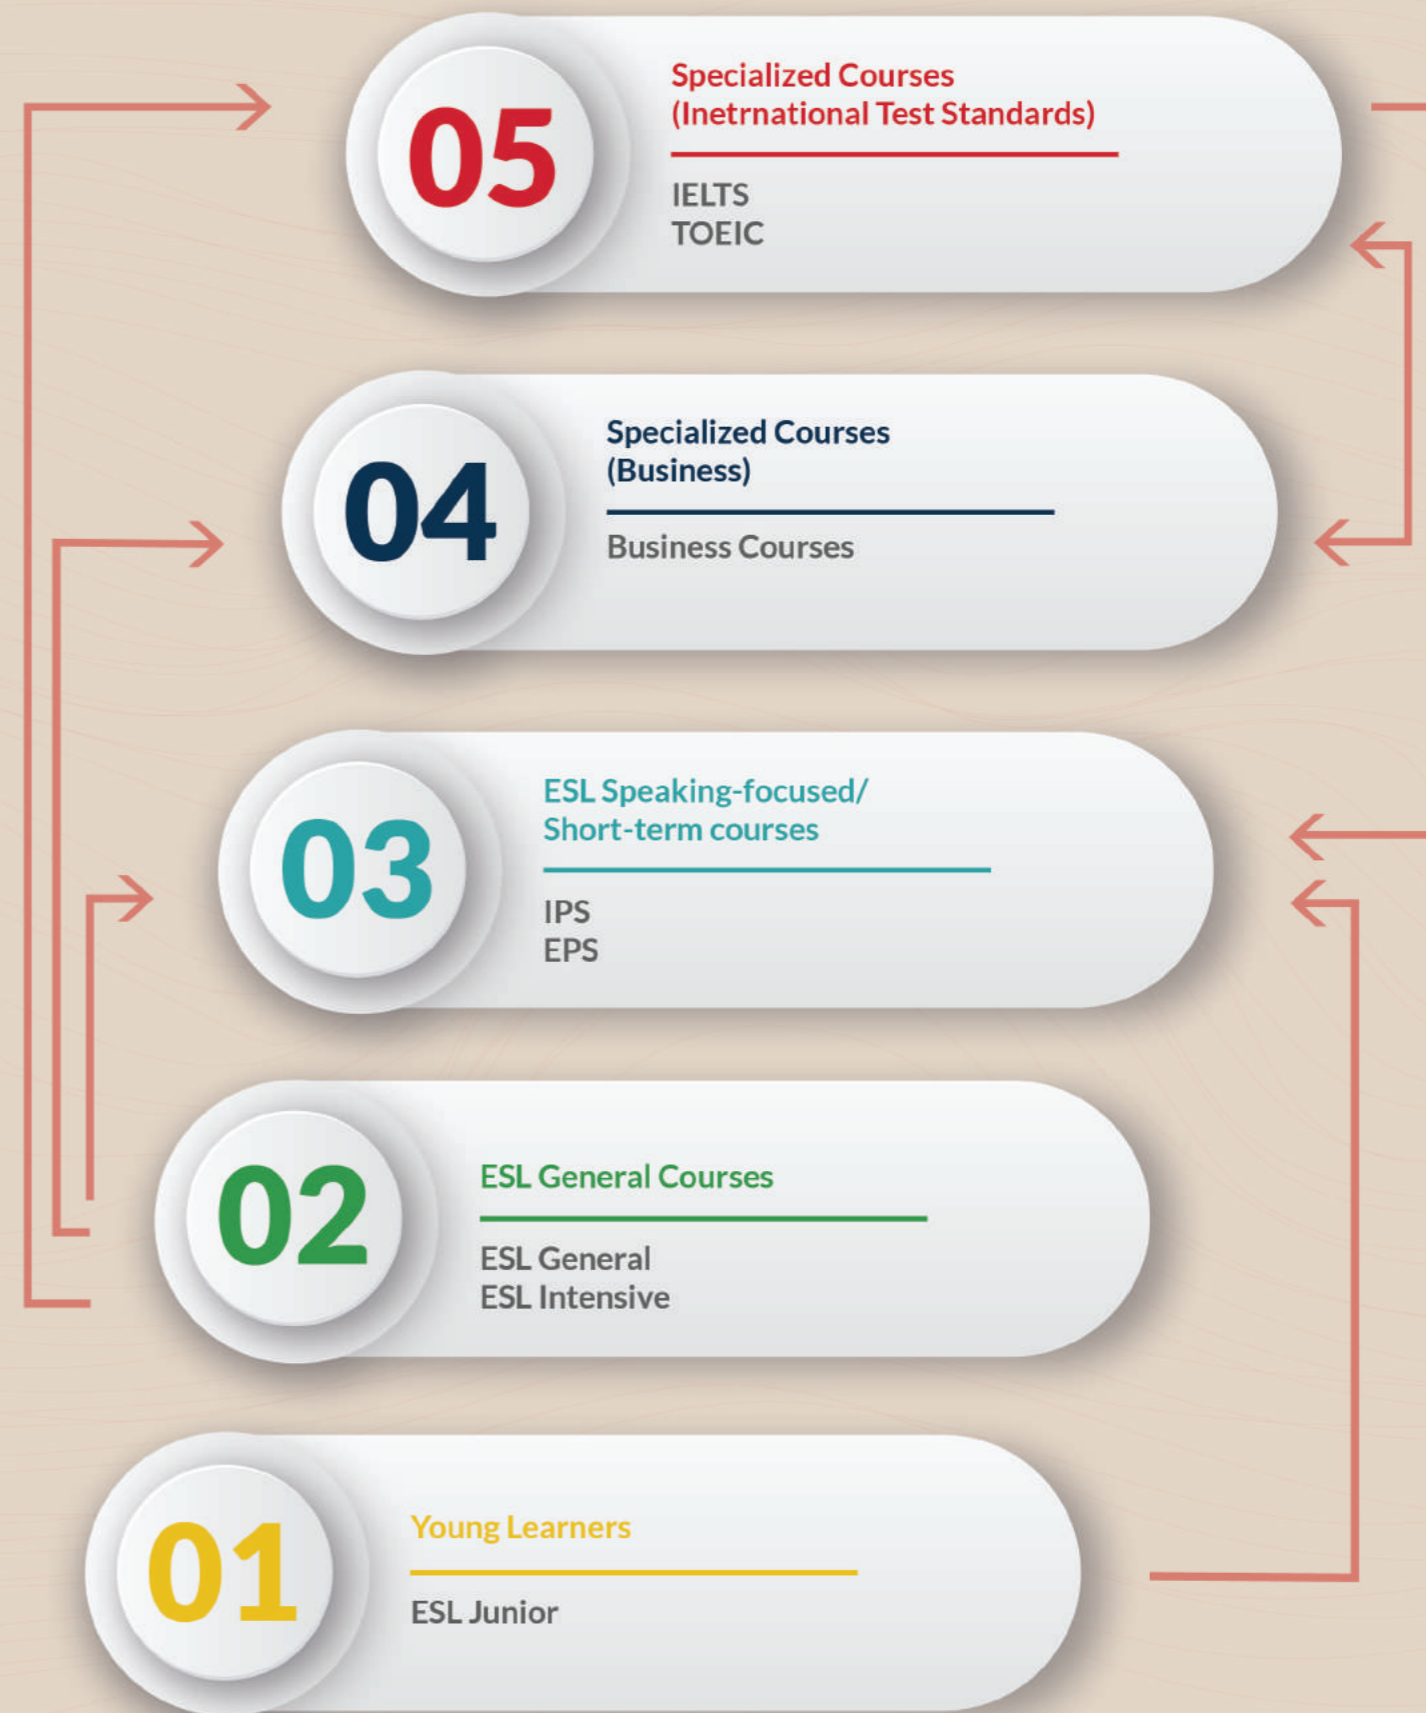 05
Specialized Courses
(Inetrnational Test Standards)
IELTS
TOEIC
04
Specialized Courses
(Business)
Business Courses
03
ESL Speaking-focused/
Short-term courses
IPS
EPS
02
ESL General Courses
ESL General
ESL Intensive
01
Young Learners
ESL Junior